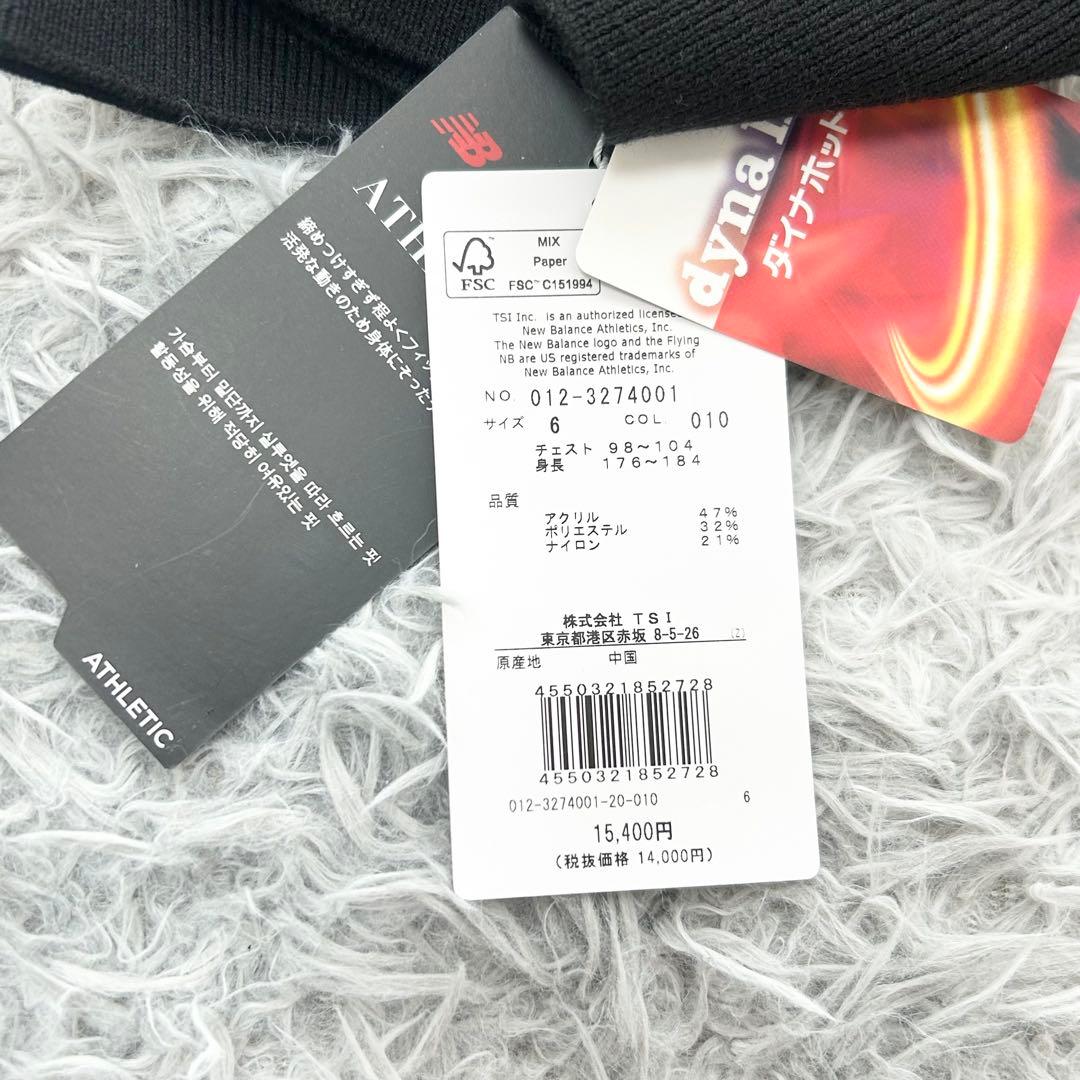 NB
ATH
締めつけすぎず程よくフィッ
活発な動きのため身体にそった
가슴부터 밑단까지 실루엣을 따라 흐르는 핏
활동성을 위해 적당히 여유있는 핏
ATHLETIC
FSC
MIX
Paper
FSC™ C151994
TSI Inc. is an authorized license
New Balance Athletics, Inc.
The New Balance logo and the Flying
NB are US registered trademarks of
New Balance Athletics, Inc.
NO. 012-3274001
サイズ 6 COL. 010
チェスト 98〜104
身長 176〜184
品質
アクリル 47%
ポリエステル 32%
ナイロン 21%
株式会社 TSI
東京都港区赤坂 8-5-26 (Z)
原産地 中国
4550321852728
4550321852728
012-3274001-20-010 6
15,400円
(税抜価格 14,000円)
dyna
ダイナホット